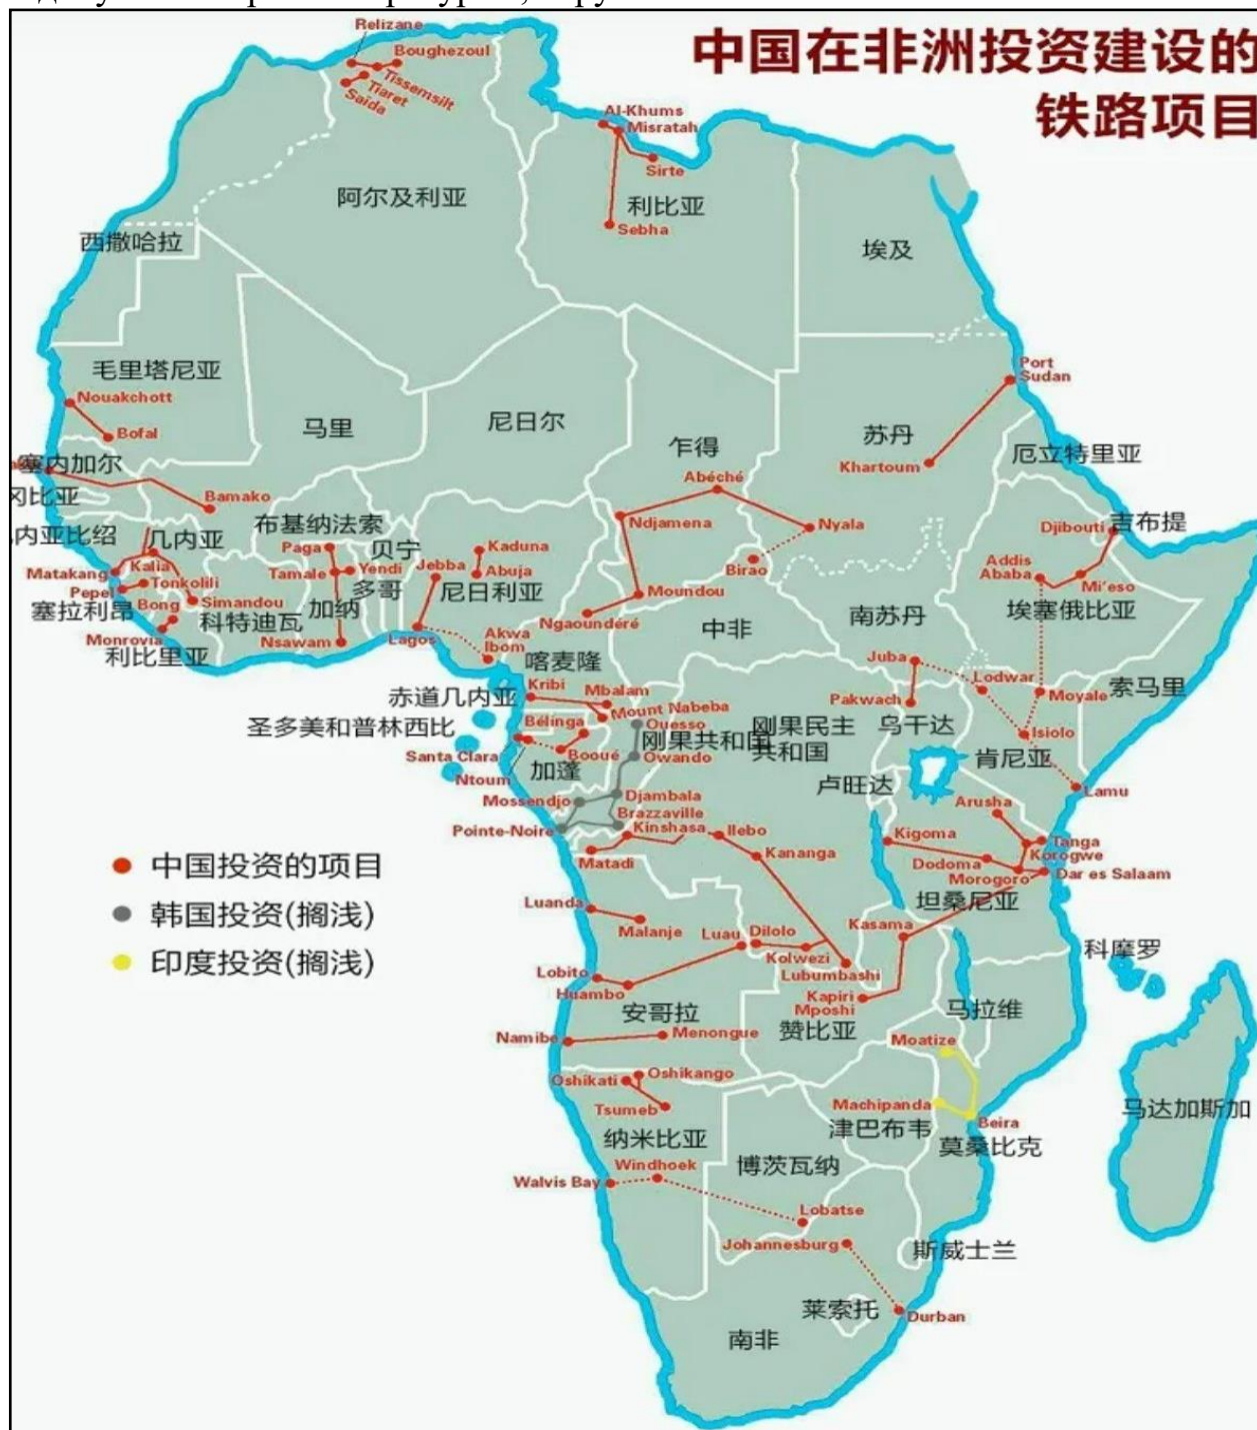 中国在非洲投资建设的
铁路项目
Relizane
Boughezoul
Tissemsilt
Tiaret
Saïda
Al-Khums
Misratah
Sirte
阿尔及利亚
利比亚
Sebha
西撒哈拉
埃及
毛里塔尼亚
Port
Sudan
Nouakchott
Bofal
马里
尼日尔
乍得
苏丹
厄立特里亚
塞内加尔
Khartoum
Abéché
冈比亚
Bamako
Ndjamena
Nyala
Djibouti
吉布提
内亚比绍
几内亚
布基纳法索
Paga
贝宁
Kaduna
Kalia
Matakang
Tamale
Yendi
Jebba
Abuja
Birao
Addis
Ababa
Mi'eso
Pepel
Tonkolili
多哥
尼日利亚
Moundou
埃塞俄比亚
塞拉利昂
Bong
Simandou
加纳
科特迪瓦
Ngaoundéré
中非
南苏丹
Monrovia
利比里亚
Nsawam
Lagos
Akwa
Ibom
喀麦隆
Juba
Lodwar
Moyale
索马里
赤道几内亚
Kribi
Mbalam
Mount Nabeba
Pakwach
圣多美和普林西比
Bélinga
Ouesso
刚果共和国
刚果民主
共和国
乌干达
Isiolo
Santa Clara
Booué
Owando
肯尼亚
Ntoum
加蓬
卢旺达
Lamu
Mossendjo
Djambala
Arusha
Brazzaville
Pointe-Noire
Kinshasa
Ilebo
Kigoma
Tanga
Korogwe
中国投资的项目
Matadi
Kananga
Dodoma
Morogoro
Dar es Salaam
韩国投资(搁浅)
Luanda
坦桑尼亚
Malanje
Luau
Dilolo
Kasama
印度投资(搁浅)
Kolwezi
科摩罗
Lobito
Lubumbashi
Huambo
Kapiri
Mposhi
安哥拉
马拉维
赞比亚
Namibe
Menongue
Moatize
Oshikati
Oshikango
Tsumeb
Machipanda
Beira
马达加斯加
纳米比亚
津巴布韦
莫桑比克
Windhoek
博茨瓦纳
Walvis Bay
Lobatse
Johannesburg
斯威士兰
莱索托
Durban
南非